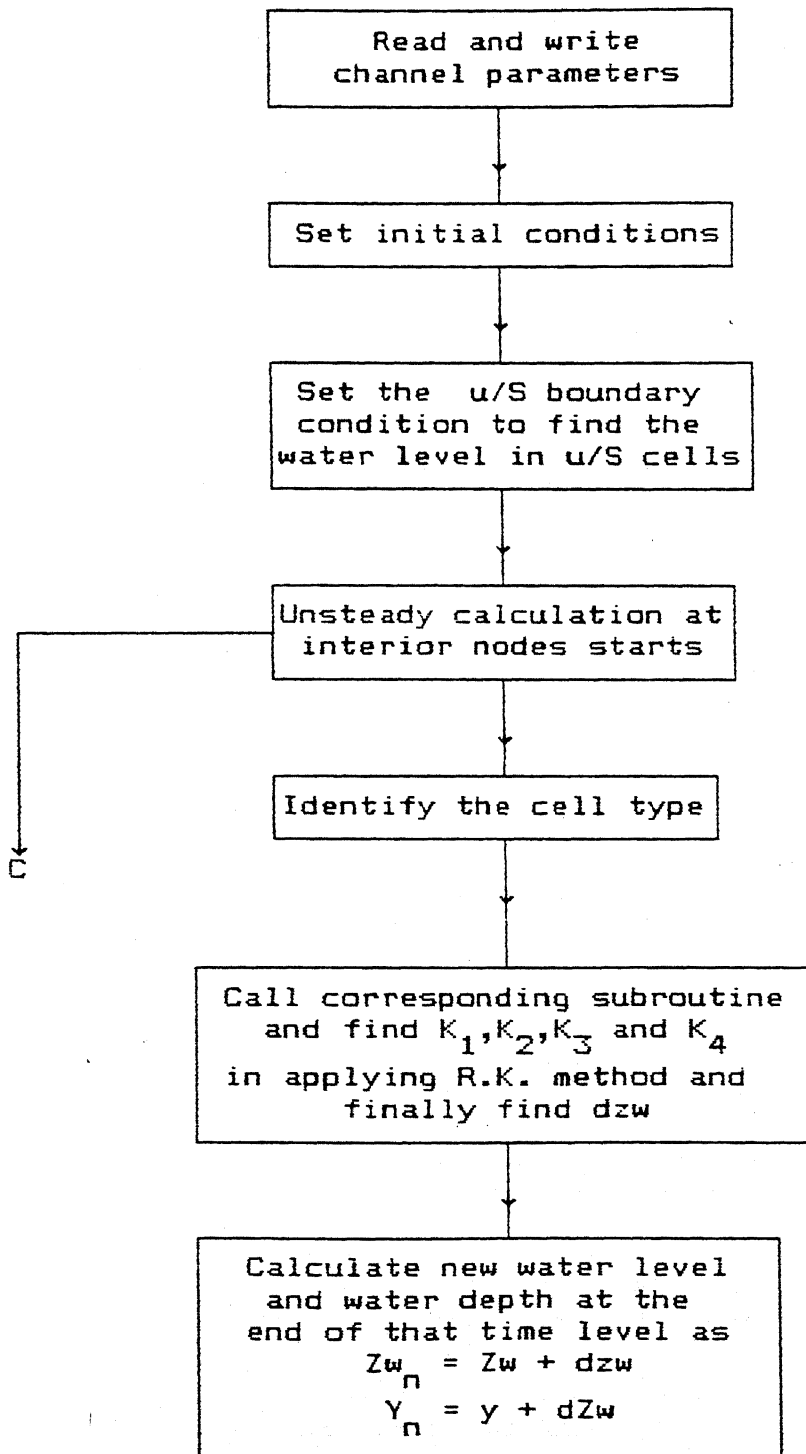 Read and write
channel parameters
Set initial conditions
Set the u/S boundary
condition to find the
water level in u/S cells
Unsteady calculation at
interior nodes starts
Identify the cell type
C
Call corresponding subroutine
and find K₁,K₂,K₃ and K₄
in applying R.K. method and
finally find dzw
Calculate new water level
and water depth at the
end of that time level as
Zwₙ = Zw + dzw
Yₙ = y + dZw